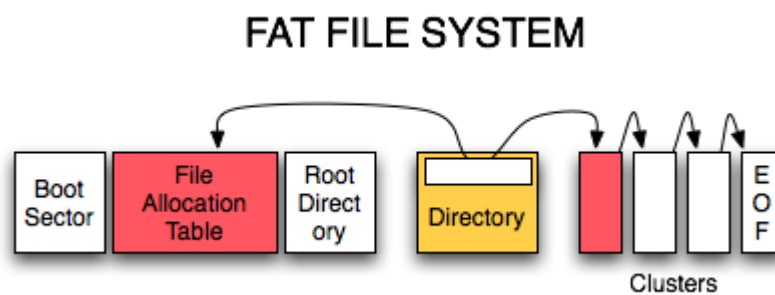 FAT FILE SYSTEM
Boot
Sector
File
Allocation
Table
Root
Direct
ory
Directory
E
O
F
Clusters